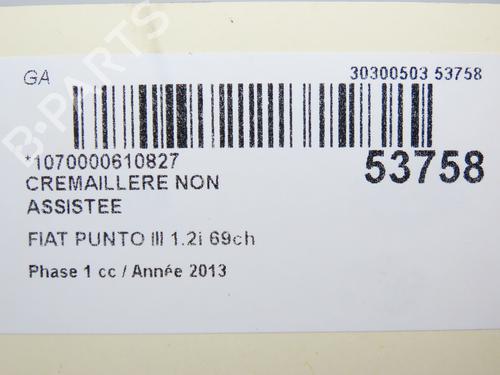 GA
30300503 53758
*1070000610827
53758
CREMAILLERE NON
ASSISTEE
FIAT PUNTO III 1.2i 69ch
Phase 1 cc / Année 2013
B-PARTS